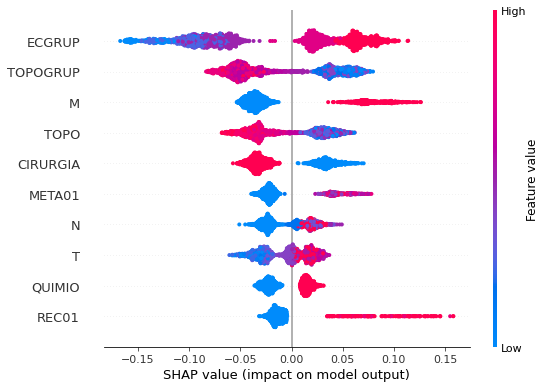 High
ECGRUP
TOPOGRUP
M
TOPO
CIRURGIA
META01
N
T
QUIMIO
REC01
Feature value
Low
−0.15 −0.10 −0.05 0.00 0.05 0.10 0.15
SHAP value (impact on model output)